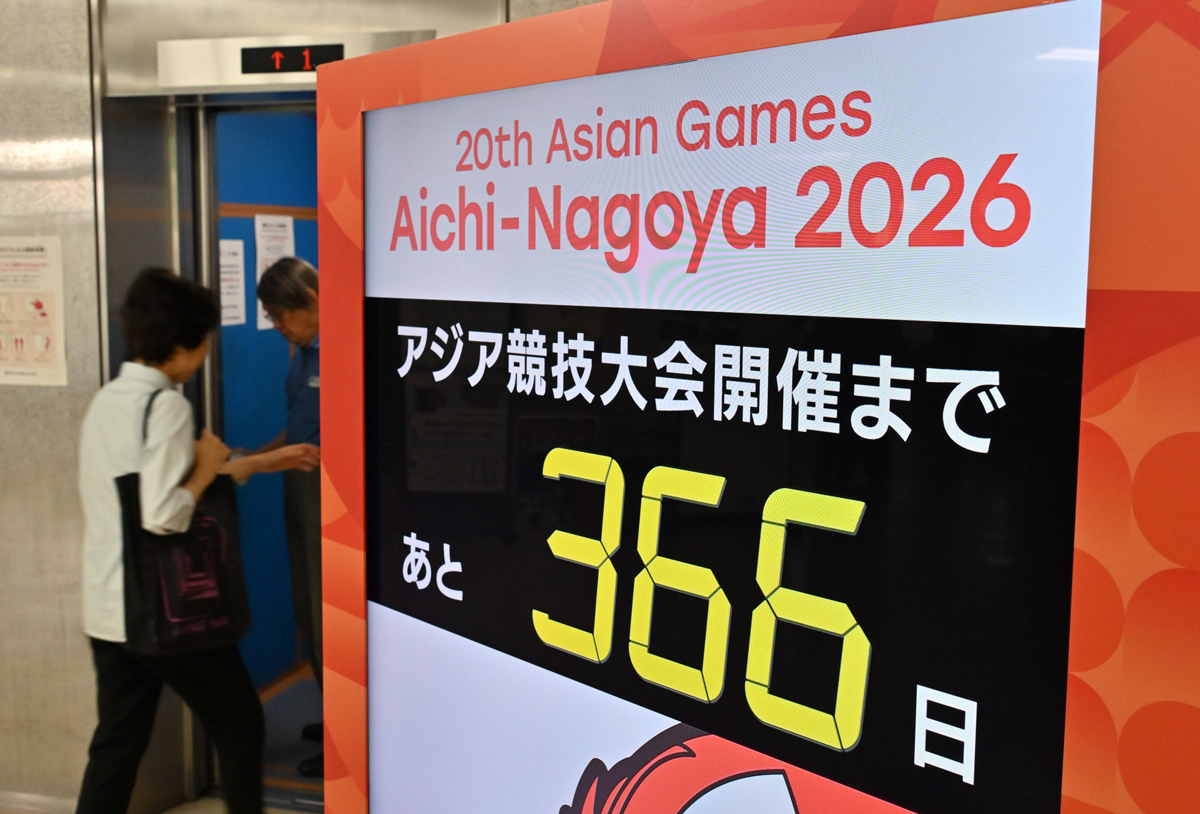 ↑ 1
20th Asian Games
Aichi-Nagoya 2026
アジア競技大会開催まで
あと 366 日